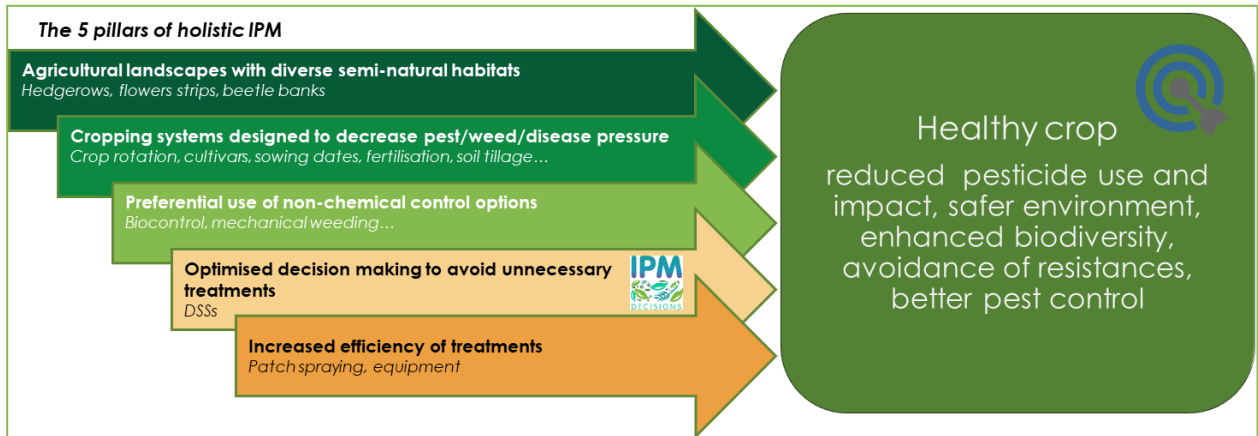 The 5 pillars of holistic IPM
Agricultural landscapes with diverse semi-natural habitats
Hedgerows, flowers strips, beetle banks
Cropping systems designed to decrease pest/weed/disease pressure
Crop rotation, cultivars, sowing dates, fertilisation, soil tillage…
Preferential use of non-chemical control options
Biocontrol, mechanical weeding…
Optimised decision making to avoid unnecessary
treatments
DSSs
IPM
DECISIONS
Increased efficiency of treatments
Patch spraying, equipment
Healthy crop
reduced pesticide use and
impact, safer environment,
enhanced biodiversity,
avoidance of resistances,
better pest control